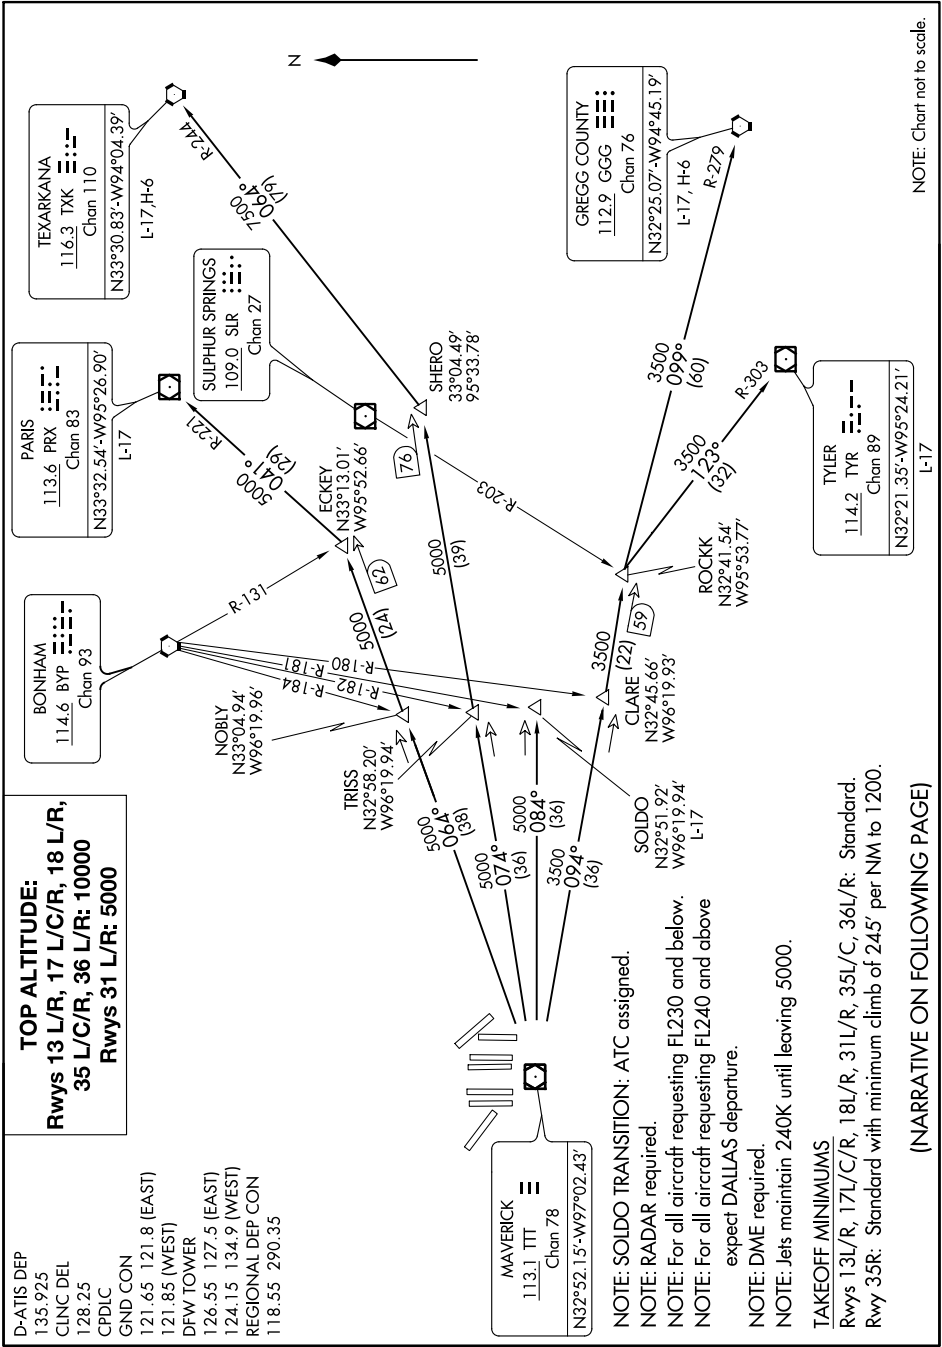 D-ATIS DEP
135.925
CLNC DEL
128.25
CPDLC
GND CON
121.65 121.8 (EAST)
121.85 (WEST)
DFW TOWER
126.55 127.5 (EAST)
124.15 134.9 (WEST)
REGIONAL DEP CON
118.55 290.35
TOP ALTITUDE:
Rwys 13 L/R, 17 L/C/R, 18 L/R,
35 L/C/R, 36 L/R: 10000
Rwys 31 L/R: 5000
BONHAM
114.6 BYP
Chan 93
PARIS
113.6 PRX
Chan 83
N33°32.54'-W95°26.90'
L-17
TEXARKANA
116.3 TXK
Chan 110
N33°30.83'-W94°04.39'
L-17,H-6
SULPHUR SPRINGS
109.0 SLR
Chan 27
N
R-244
7500
064°
(79)
R-221
5000
041°
(29)
R-131
R-184
R-181
R-182
R-180
ECKEY
N33°13.01'
W95°52.66'
62
5000
(24)
NOBLY
N33°04.94'
W96°19.96'
SHERO
33°04.49'
95°33.78'
76
5000
(39)
R-203
TRISS
N32°58.20'
W96°19.94'
5000
064°
(38)
5000
074°
(36)
5000
084°
(36)
3500
094°
(36)
SOLDO
N32°51.92'
W96°19.94'
L-17
CLARE
N32°45.66'
W96°19.93'
3500
(22)
59
ROCKK
N32°41.54'
W95°53.77'
3500
099°
(60)
R-279
3500
123°
(32)
R-303
GREGG COUNTY
112.9 GGG
Chan 76
N32°25.07'-W94°45.19'
L-17, H-6
TYLER
114.2 TYR
Chan 89
N32°21.35'-W95°24.21'
L-17
MAVERICK
113.1 TTT
Chan 78
N32°52.15'-W97°02.43'
NOTE: SOLDO TRANSITION: ATC assigned.
NOTE: RADAR required.
NOTE: For all aircraft requesting FL230 and below.
NOTE: For all aircraft requesting FL240 and above
expect DALLAS departure.
NOTE: DME required.
NOTE: Jets maintain 240K until leaving 5000.
TAKEOFF MINIMUMS
Rwys 13L/R, 17L/C/R, 18L/R, 31L/R, 35L/C, 36L/R: Standard.
Rwy 35R: Standard with minimum climb of 245' per NM to 1200.
(NARRATIVE ON FOLLOWING PAGE)
NOTE: Chart not to scale.